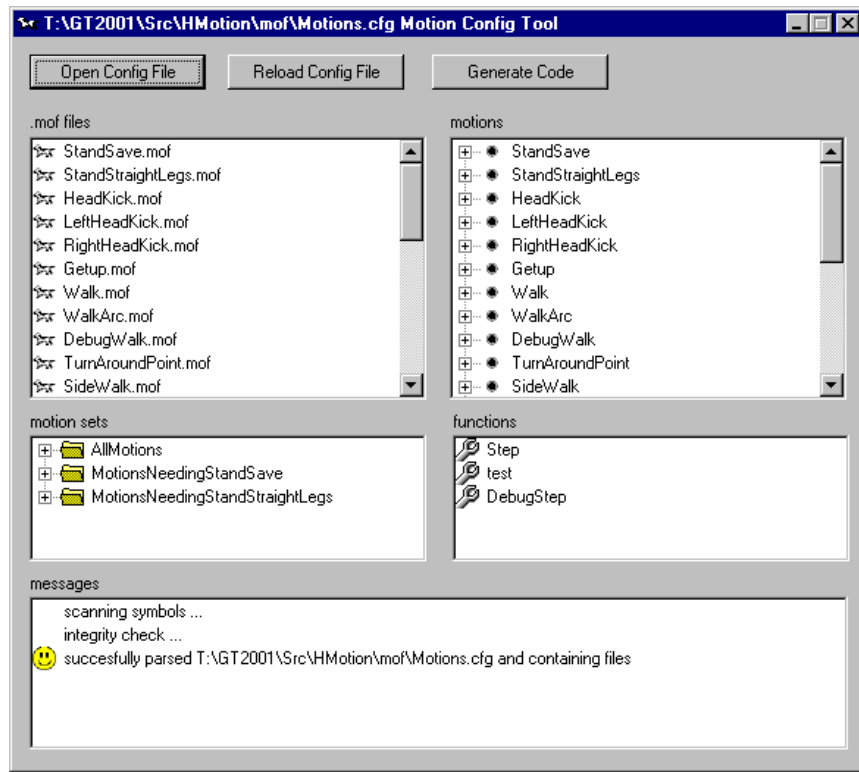 T:\GT2001\Src\HMotion\mof\Motions.cfg Motion Config Tool
Open Config File
Reload Config File
Generate Code
.mof files
StandSave.mof
StandStraightLegs.mof
HeadKick.mof
LeftHeadKick.mof
RightHeadKick.mof
Getup.mof
Walk.mof
WalkArc.mof
DebugWalk.mof
TurnAroundPoint.mof
SideWalk.mof
motions
StandSave
StandStraightLegs
HeadKick
LeftHeadKick
RightHeadKick
Getup
Walk
WalkArc
DebugWalk
TurnAroundPoint
SideWalk
motion sets
AllMotions
MotionsNeedingStandSave
MotionsNeedingStandStraightLegs
functions
Step
test
DebugStep
messages
scanning symbols ...
integrity check ...
succesfully parsed T:\GT2001\Src\HMotion\mof\Motions.cfg and containing files